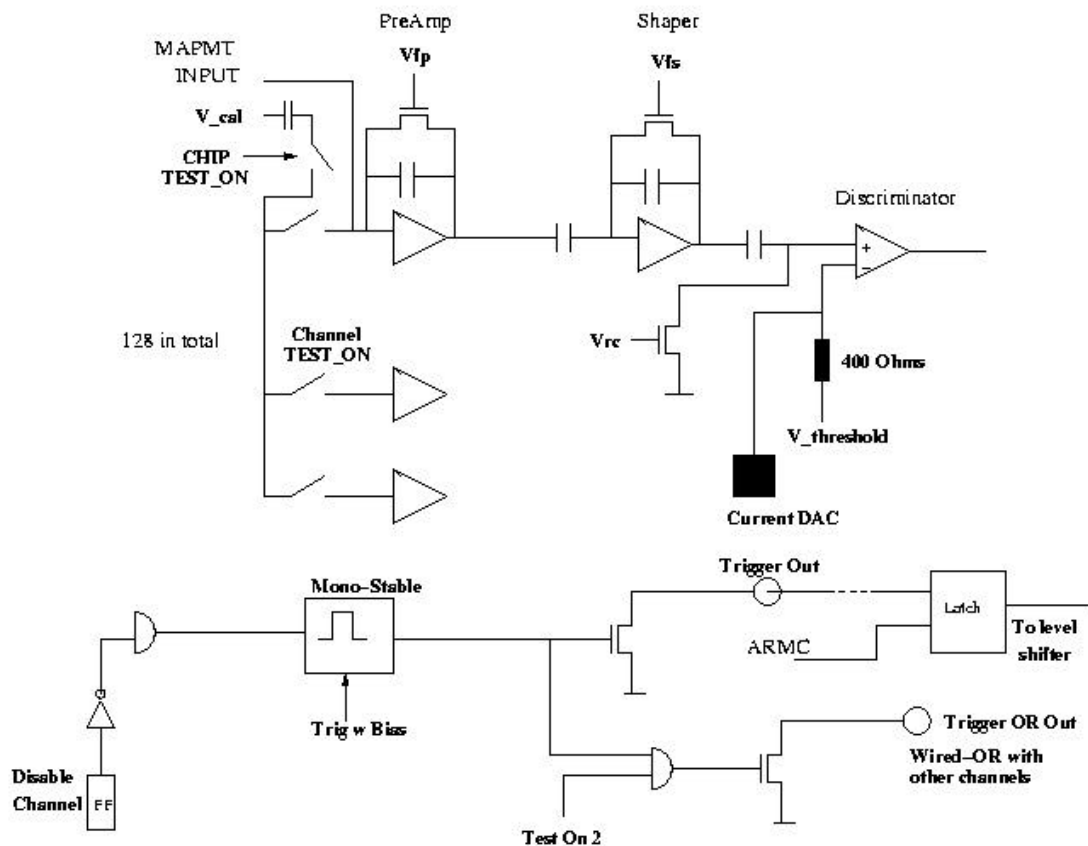 PreAmp
Shaper
MAPMT
INPUT
Vfp
Vfs
V_cal
CHIP
TEST_ON
Discriminator
+
−
128 in total
Channel
TEST_ON
Vrc
400 Ohms
V_threshold
Current DAC
Mono−Stable
Trigger Out
Latch
ARMC
To level
shifter
Trig w Bias
Trigger OR Out
Wired−OR with
other channels
Disable
Channel
FF
Test On 2